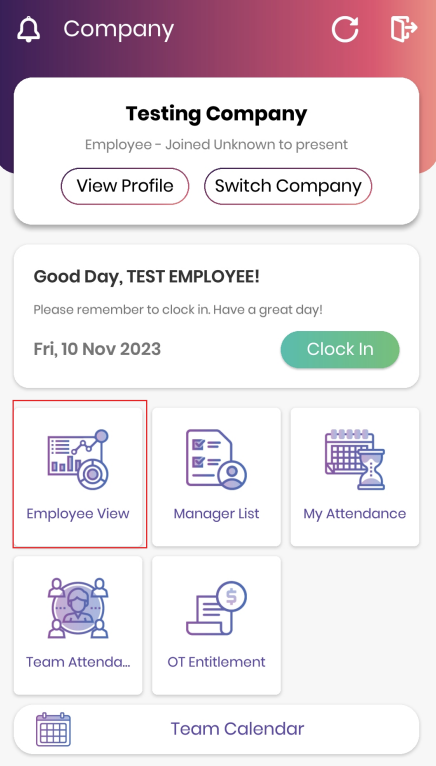 Company
Testing Company
Employee - Joined Unknown to present
View Profile
Switch Company
Good Day, TEST EMPLOYEE!
Please remember to clock in. Have a great day!
Fri, 10 Nov 2023
Clock In
Employee View
Manager List
My Attendance
Team Attenda...
OT Entitlement
Team Calendar